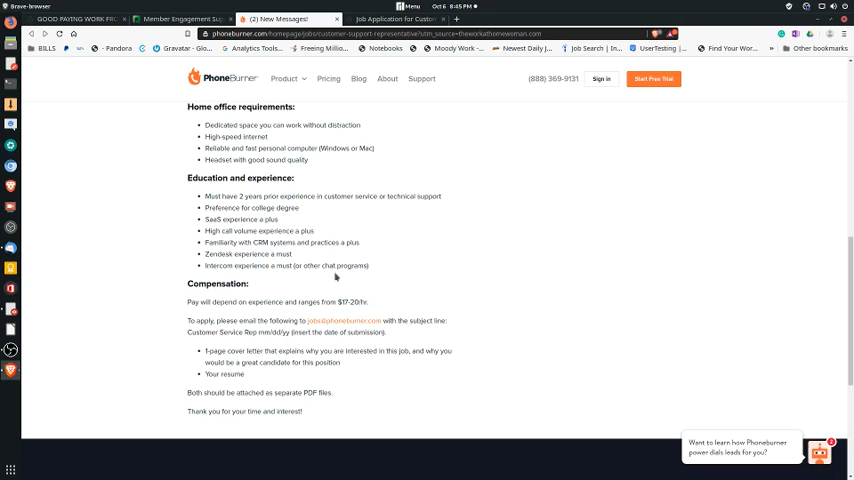 Brave-browser
Menu
Oct 6 8:45 PM
GOOD PAYING WORK FRO
Member Engagement Sup
(2) New Messages!
Job Application for Custom
phoneburner.com/homepage/jobs/customer-support-representative?utm_source=theworkathomewoman.com
BILLS
- Pandora
Gravatar - Glo...
Analytics Tools...
Freeing Millio...
Notebooks
Moody Work -...
Newest Daily J...
Job Search | In...
UserTesting |...
Find Your Wor...
Other bookmarks
PhoneBurner
Product
Pricing
Blog
About
Support
(888) 369-9131
Sign in
Start Free Trial
Home office requirements:
• Dedicated space you can work without distraction
• High-speed internet
• Reliable and fast personal computer (Windows or Mac)
• Headset with good sound quality
Education and experience:
• Must have 2 years prior experience in customer service or technical support
• Preference for college degree
• SaaS experience a plus
• High call volume experience a plus
• Familiarity with CRM systems and practices a plus
• Zendesk experience a must
• Intercom experience a must (or other chat programs)
Compensation:
Pay will depend on experience and ranges from $17-20/hr.
To apply, please email the following to jobs@phoneburner.com with the subject line:
Customer Service Rep mm/dd/yy (insert the date of submission).
• 1-page cover letter that explains why you are interested in this job, and why you
would be a great candidate for this position
• Your resume
Both should be attached as separate PDF files.
Thank you for your time and interest!
Want to learn how Phoneburner
power dials leads for you?
2